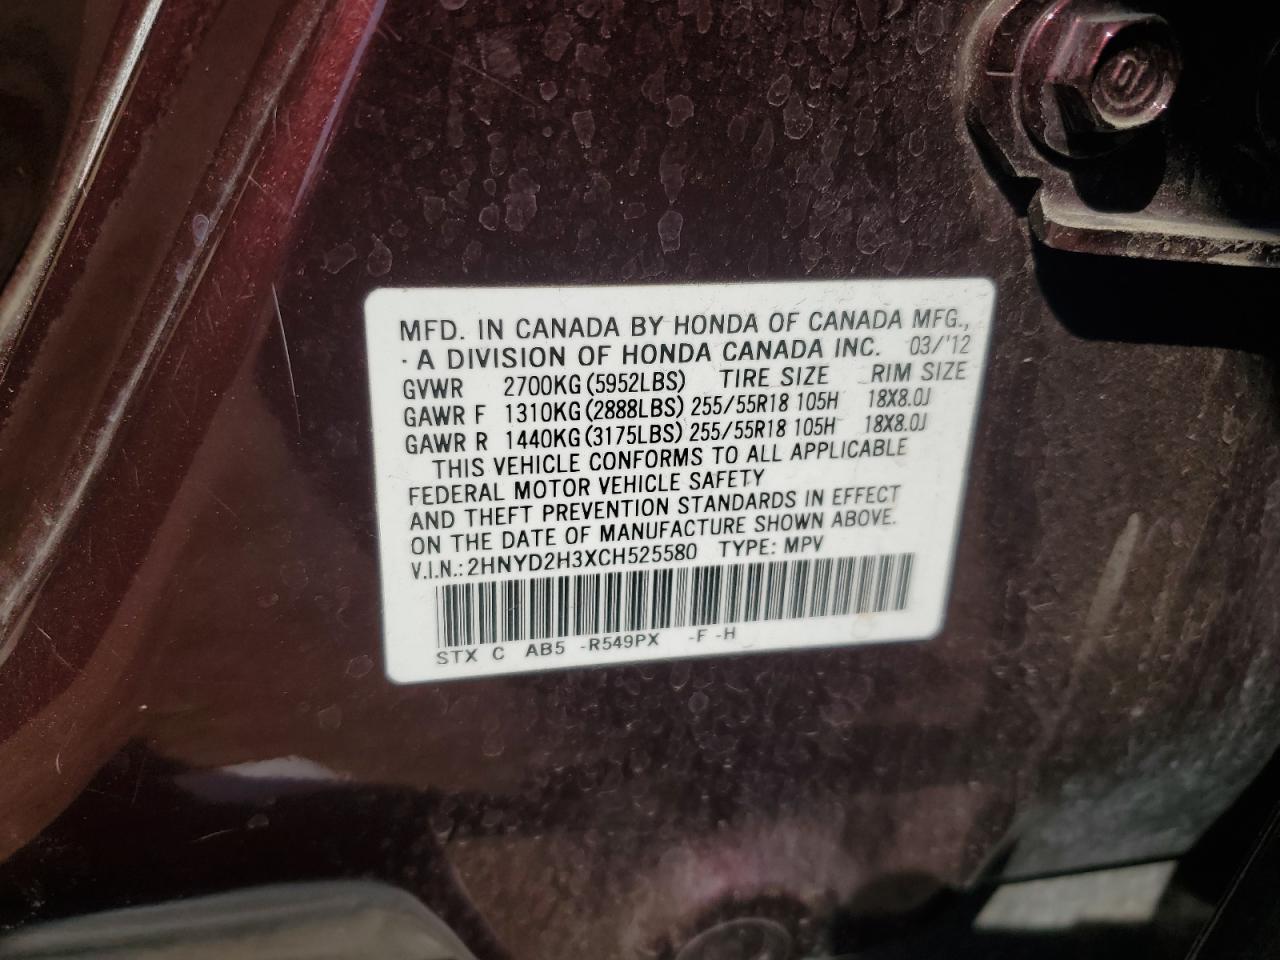 MFD. IN CANADA BY HONDA OF CANADA MFG.,
· A DIVISION OF HONDA CANADA INC. 03/'12
GVWR 2700KG (5952LBS) TIRE SIZE RIM SIZE
GAWR F 1310KG (2888LBS) 255/55R18 105H 18X8.0J
GAWR R 1440KG (3175LBS) 255/55R18 105H 18X8.0J
THIS VEHICLE CONFORMS TO ALL APPLICABLE
FEDERAL MOTOR VEHICLE SAFETY
AND THEFT PREVENTION STANDARDS IN EFFECT
ON THE DATE OF MANUFACTURE SHOWN ABOVE.
V.I.N.: 2HNYD2H3XCH525580 TYPE: MPV
STX C AB5 -R549PX -F -H